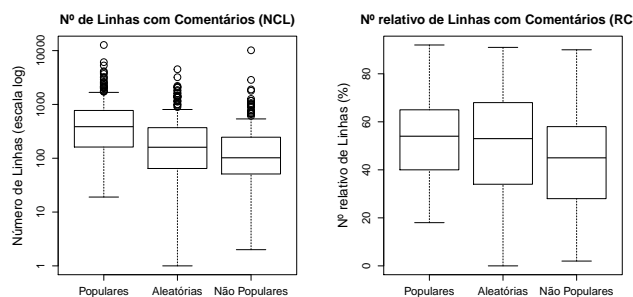 Nº de Linhas com Comentários (NCL)
Número de Linhas (escala log)
10000
1000
100
10
1
Populares
Aleatórias
Não Populares
Nº relativo de Linhas com Comentários (RC
Nº relativo de Linhas (%)
80
60
40
20
0
Populares
Aleatórias
Não Populares